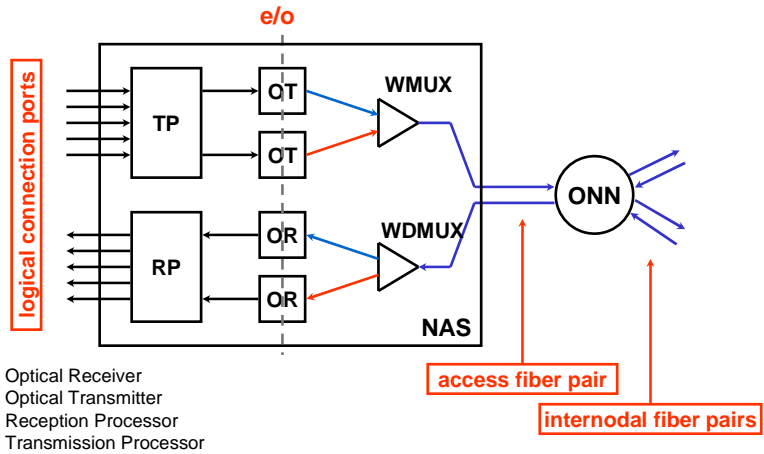 e/o
logical connection ports
TP
OT
OT
WMUX
ONN
RP
OR
OR
WDMUX
NAS
access fiber pair
internodal fiber pairs
Optical Receiver
Optical Transmitter
Reception Processor
Transmission Processor